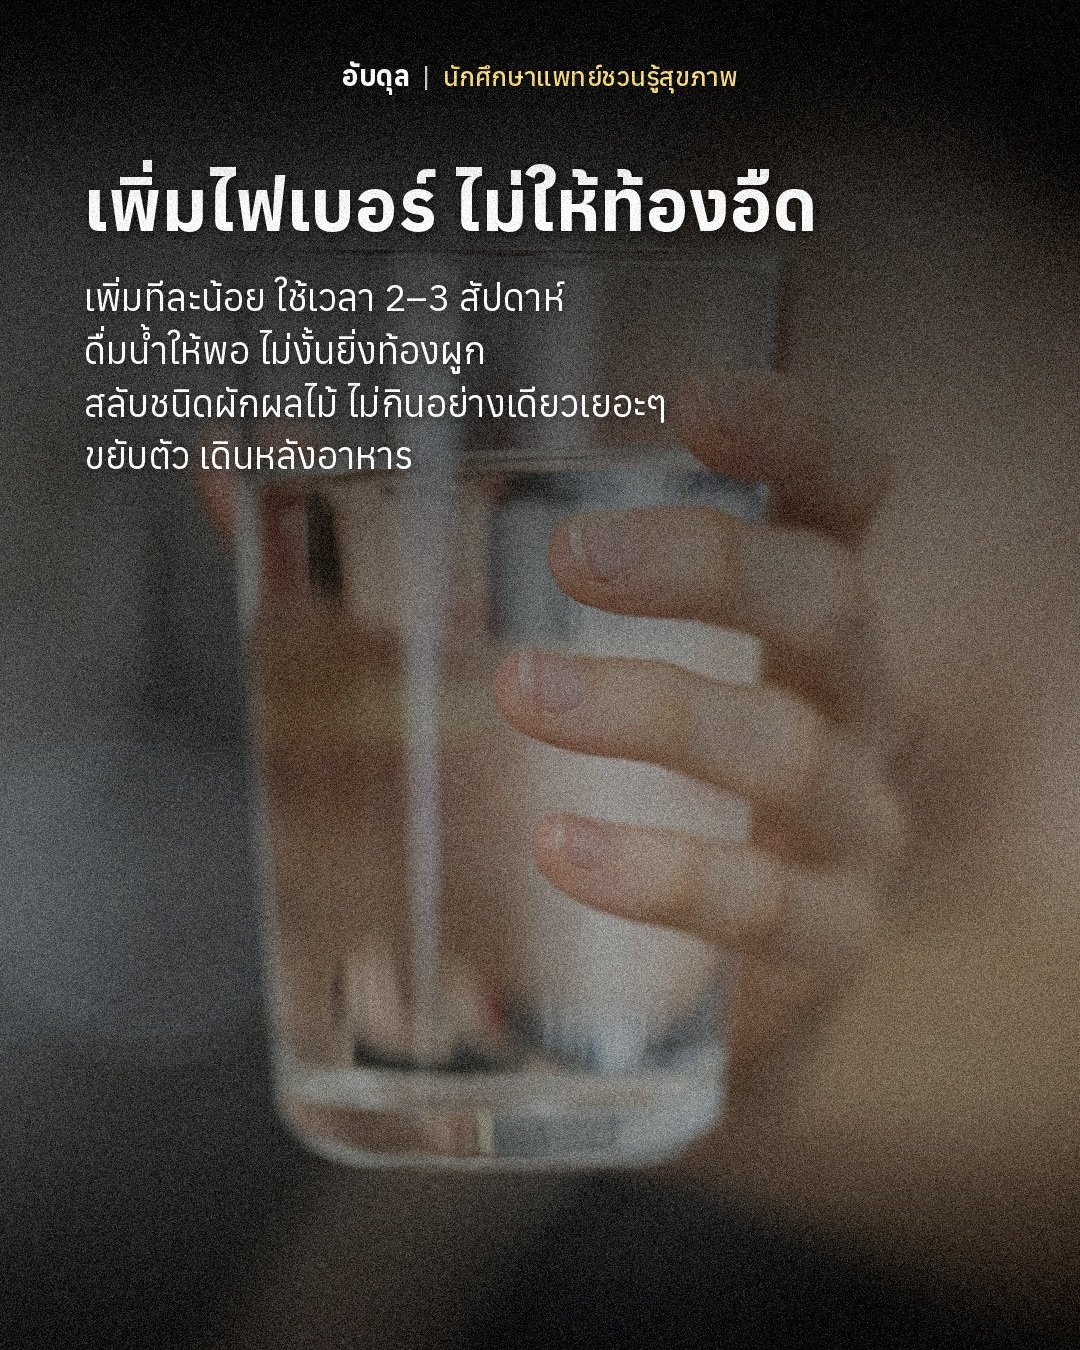 อับดุล | นักศึกษาแพทย์ชวนรู้สุขภาพ
เพิ่มไฟเบอร์ ไม่ให้ท้องอืด
เพิ่มทีละน้อย ใช้เวลา 2–3 สัปดาห์
ดื่มน้ำให้พอ ไม่งั้นยิ่งท้องผูก
สลับชนิดผักผลไม้ ไม่กินอย่างเดียวเยอะๆ
ขยับตัว เดินหลังอาหาร